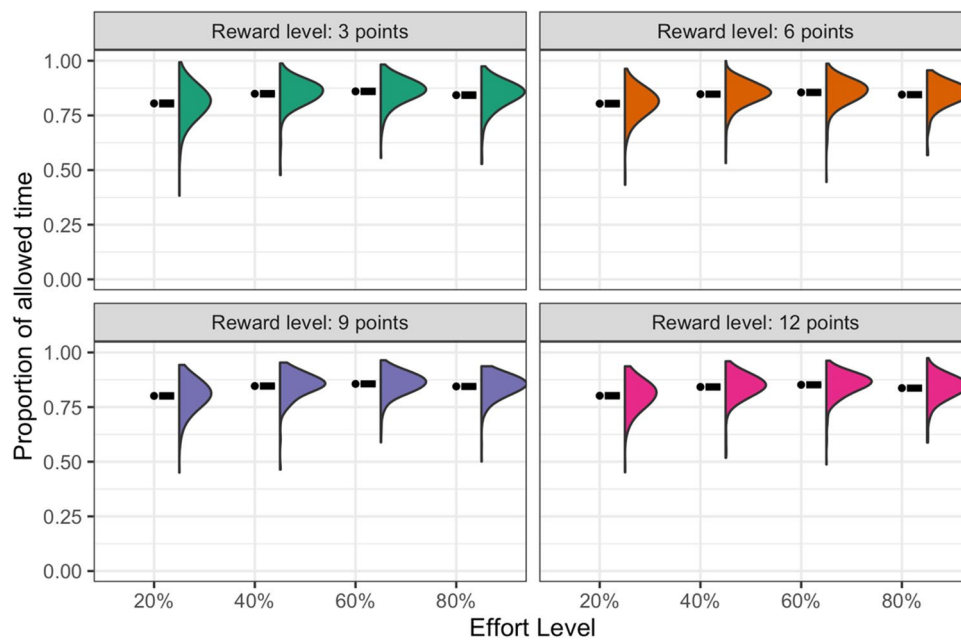 Reward level: 3 points
Reward level: 6 points
1.00
0.75
0.50
0.25
0.00
Reward level: 9 points
Reward level: 12 points
1.00
0.75
0.50
0.25
0.00
Proportion of allowed time
20% 40% 60% 80%
20% 40% 60% 80%
Effort Level